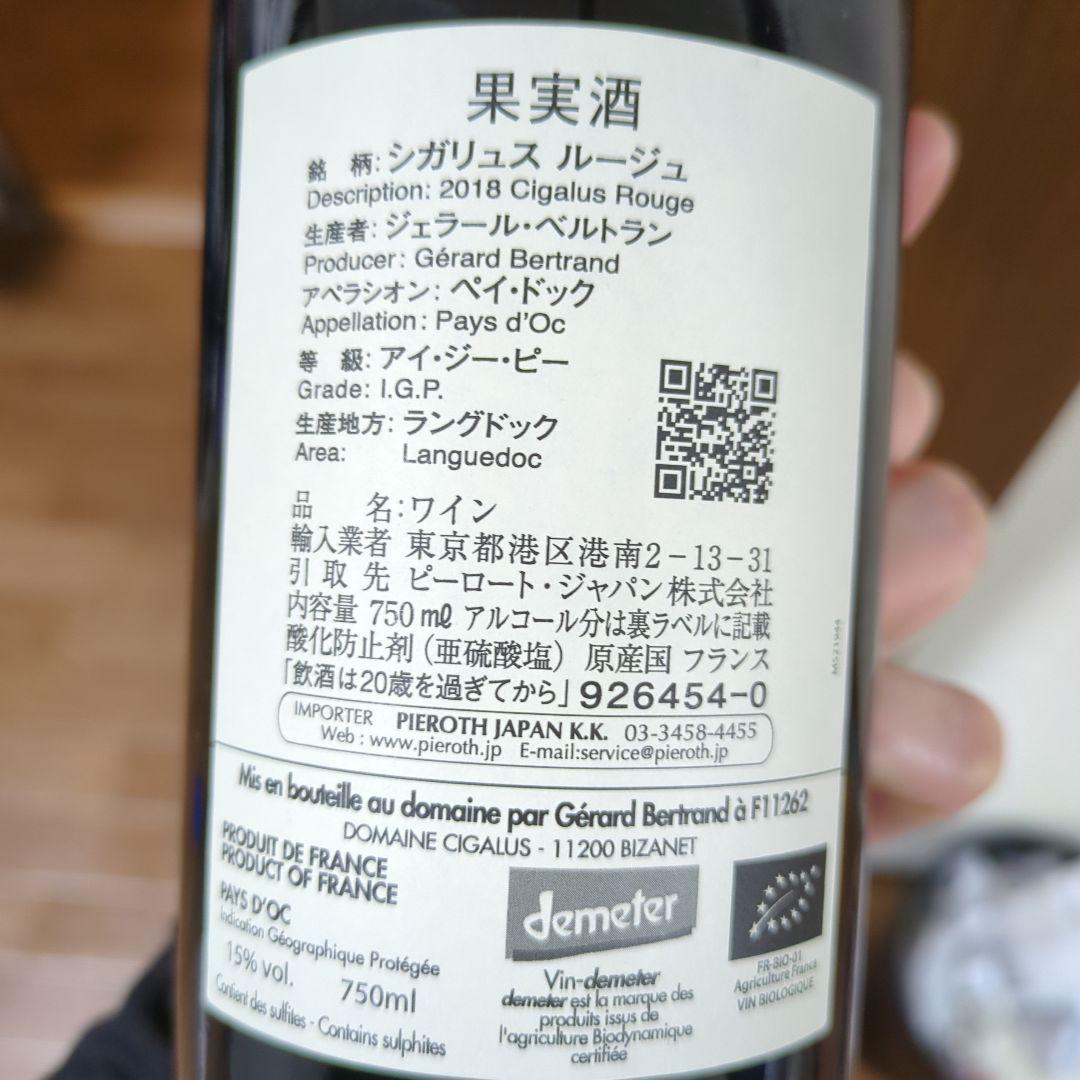 果実酒
銘 柄: シガリュス ルージュ
Description: 2018 Cigalus Rouge
生産者: ジェラール・ベルトラン
Producer: Gérard Bertrand
アペラシオン: ペイ・ドック
Appellation: Pays d'Oc
等 級: アイ・ジー・ピー
Grade: I.G.P.
生産地方: ラングドック
Area: Languedoc
品 名: ワイン
輸入業者 東京都港区港南2-13-31
引取先 ピーロート・ジャパン株式会社
内容量 750mℓ アルコール分は裏ラベルに記載
酸化防止剤(亜硫酸塩) 原産国 フランス
「飲酒は20歳を過ぎてから」926454-0
IMPORTER PIEROTH JAPAN K.K. 03-3458-4455
Web : www.pieroth.jp E-mail:service@pieroth.jp
MS21944
Mis en bouteille au domaine par Gérard Bertrand à F11262
DOMAINE CIGALUS - 11200 BIZANET
PRODUIT DE FRANCE
PRODUCT OF FRANCE
PAYS D'OC
Indication Géographique Protégée
15% vol. 750ml
Contient des sulfites - Contains sulphites
demeter
Vin-demeter
demeter est la marque des
produits issus de
l'agriculture Biodynamique
certifiée
FR-BIO-01
Agriculture France
VIN BIOLOGIQUE